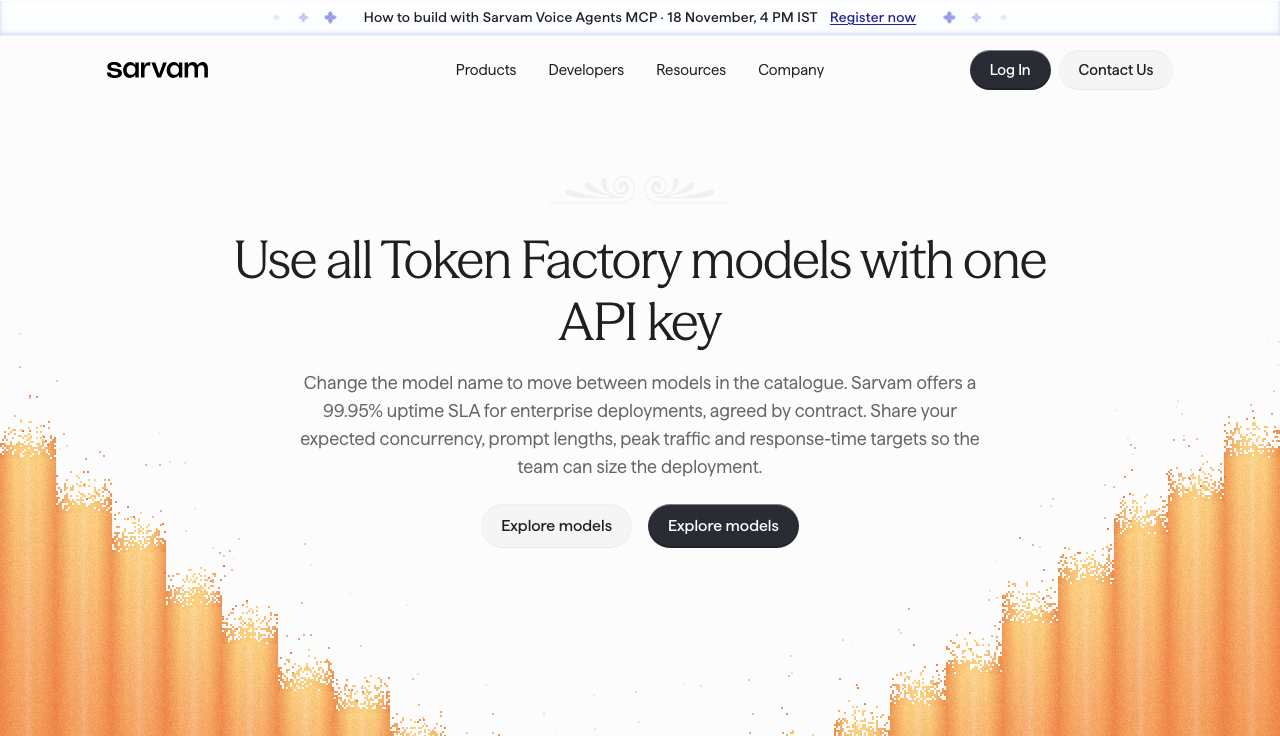 How to build with Sarvam Voice Agents MCP · 18 November, 4 PM IST Register now
sarvam
Products
Developers
Resources
Company
Log In
Contact Us
Use all Token Factory models with one
API key
Change the model name to move between models in the catalogue. Sarvam offers a
99.95% uptime SLA for enterprise deployments, agreed by contract. Share your
expected concurrency, prompt lengths, peak traffic and response-time targets so the
team can size the deployment.
Explore models
Explore models